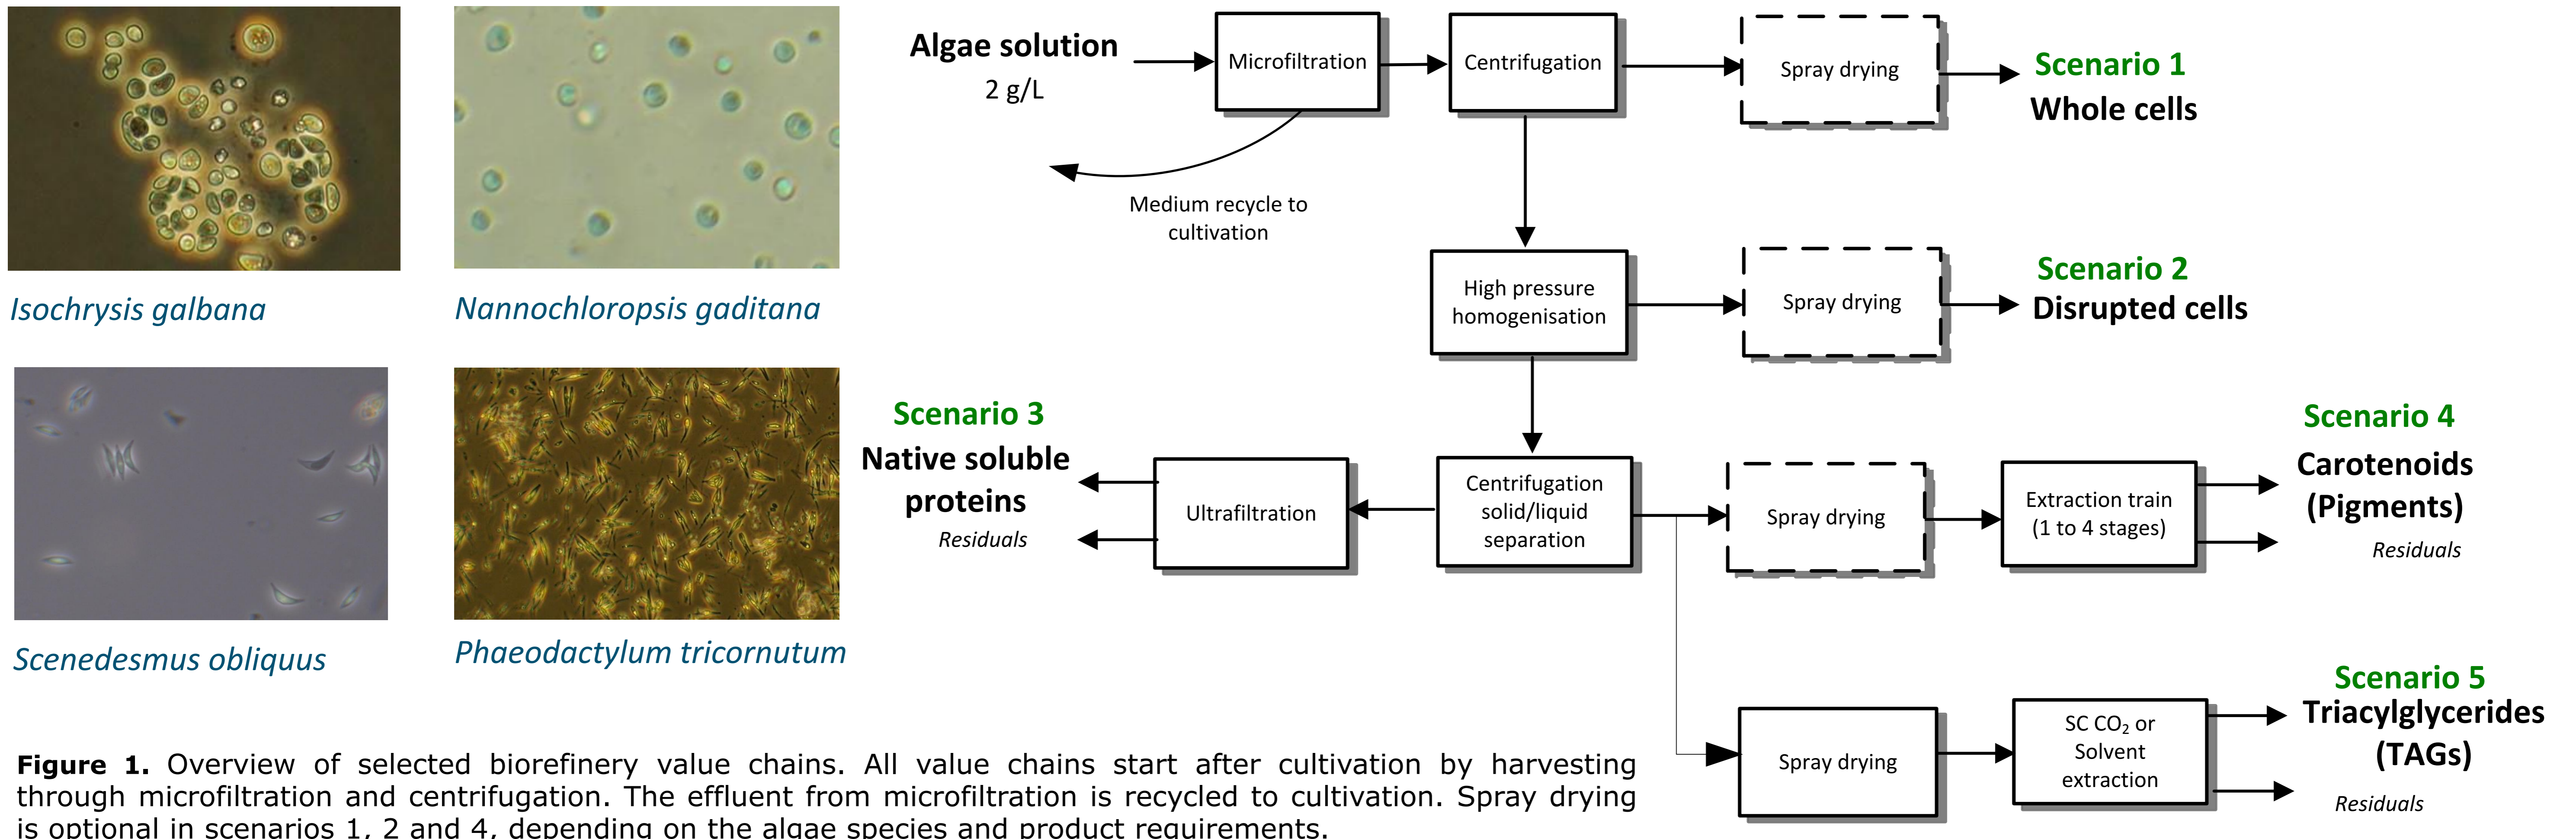 Isochrysis galbana
Nannochloropsis gaditana
Scenedesmus obliquus
Phaeodactylum tricornutum
Algae solution
2 g/L
Microfiltration
Centrifugation
Spray drying
Scenario 1
Whole cells
Medium recycle to
cultivation
High pressure
homogenisation
Spray drying
Scenario 2
Disrupted cells
Scenario 3
Native soluble
proteins
Residuals
Ultrafiltration
Centrifugation
solid/liquid
separation
Spray drying
Extraction train
(1 to 4 stages)
Scenario 4
Carotenoids
(Pigments)
Residuals
Spray drying
SC CO₂ or
Solvent
extraction
Scenario 5
Triacylglycerides
(TAGs)
Residuals
Figure 1. Overview of selected biorefinery value chains. All value chains start after cultivation by harvesting
through microfiltration and centrifugation. The effluent from microfiltration is recycled to cultivation. Spray drying
is optional in scenarios 1, 2 and 4, depending on the algae species and product requirements.